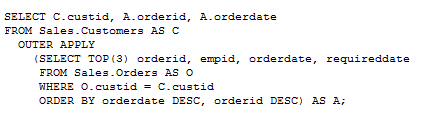 SELECT C.custid, A.orderid, A.orderdate
FROM Sales.Customers AS C
OUTER APPLY
(SELECT TOP(3) orderid, empid, orderdate, requireddate
FROM Sales.Orders AS O
WHERE O.custid = C.custid
ORDER BY orderdate DESC, orderid DESC) AS A;